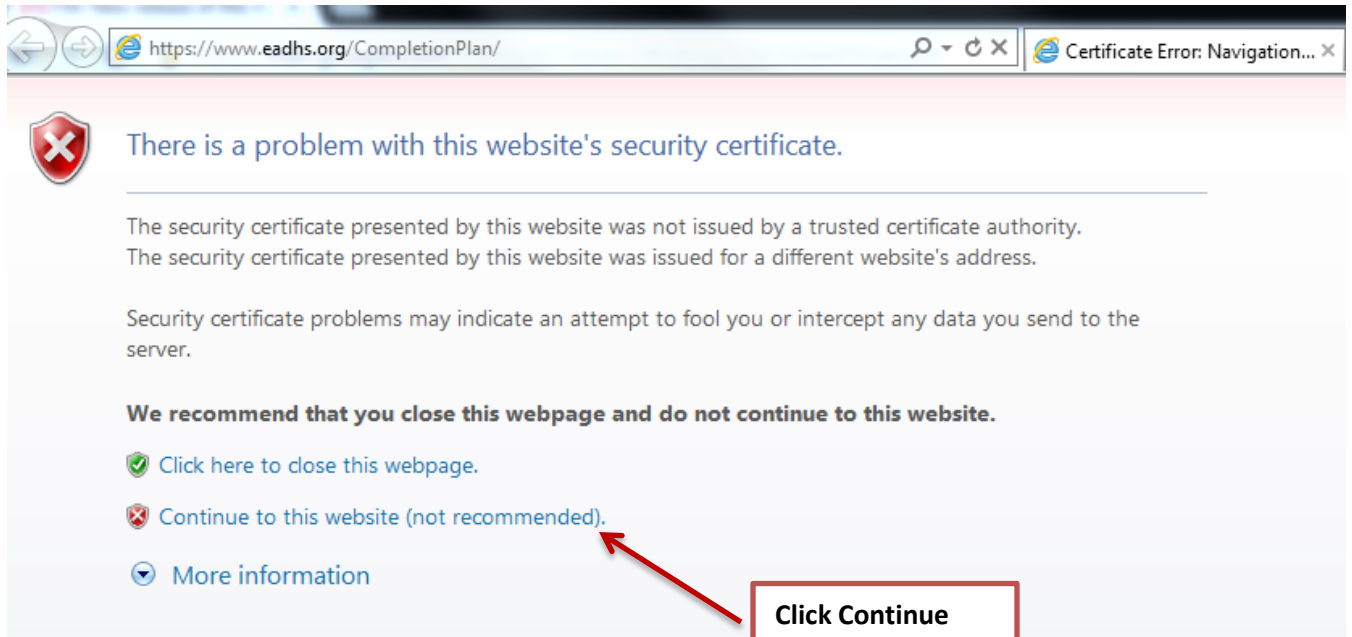 https://www.eadhs.org/CompletionPlan/
Certificate Error: Navigation...
There is a problem with this website's security certificate.
The security certificate presented by this website was not issued by a trusted certificate authority.
The security certificate presented by this website was issued for a different website's address.
Security certificate problems may indicate an attempt to fool you or intercept any data you send to the
server.
We recommend that you close this webpage and do not continue to this website.
Click here to close this webpage.
Continue to this website (not recommended).
More information
Click Continue